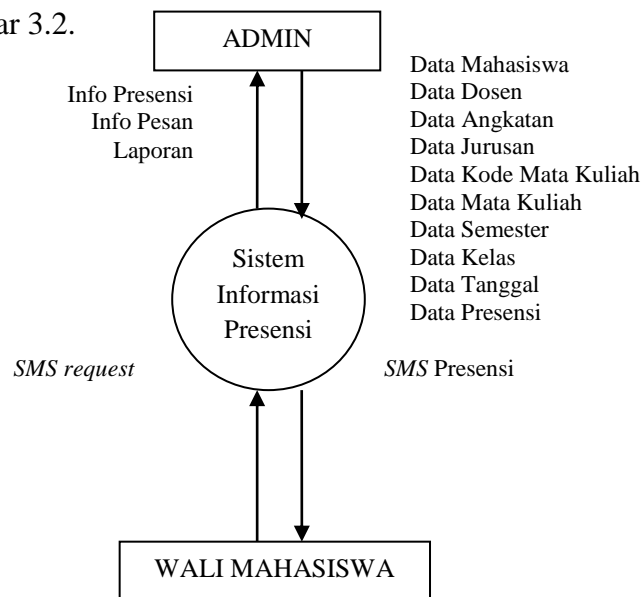 ar 3.2.
ADMIN
Info Presensi
Info Pesan
Laporan
Data Mahasiswa
Data Dosen
Data Angkatan
Data Jurusan
Data Kode Mata Kuliah
Data Mata Kuliah
Data Semester
Data Kelas
Data Tanggal
Data Presensi
Sistem
Informasi
Presensi
SMS request
SMS Presensi
WALI MAHASISWA